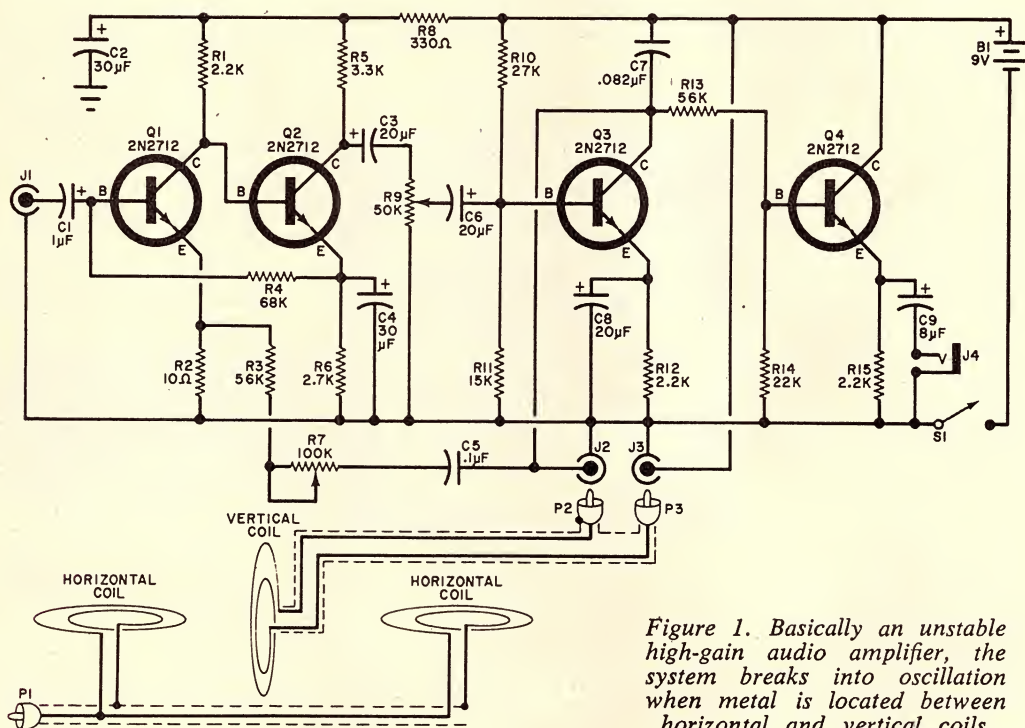 C2
30µF
+
R1
2.2K
R5
3.3K
R8
330Ω
R10
27K
C7
.082µF
R13
56K
+
B1
9V
Q1
2N2712
Q2
2N2712
C3
20µF
+
Q3
2N2712
Q4
2N2712
J1
C1
1µF
+
B
C
E
B
C
E
R9
50K
C6
20µF
+
B
C
E
B
C
E
R4
68K
C4
30
µF
+
C8
20µF
+
C9
8µF
+
J4
R2
10Ω
R3
56K
R6
2.7K
R11
15K
R12
2.2K
R14
22K
R15
2.2K
S1
R7
100K
C5
.1µF
J2
J3
P2
P3
VERTICAL
COIL
HORIZONTAL
COIL
HORIZONTAL
COIL
P1
Figure 1. Basically an unstable
high-gain audio amplifier, the
system breaks into oscillation
when metal is located between
horizontal and vertical coils.